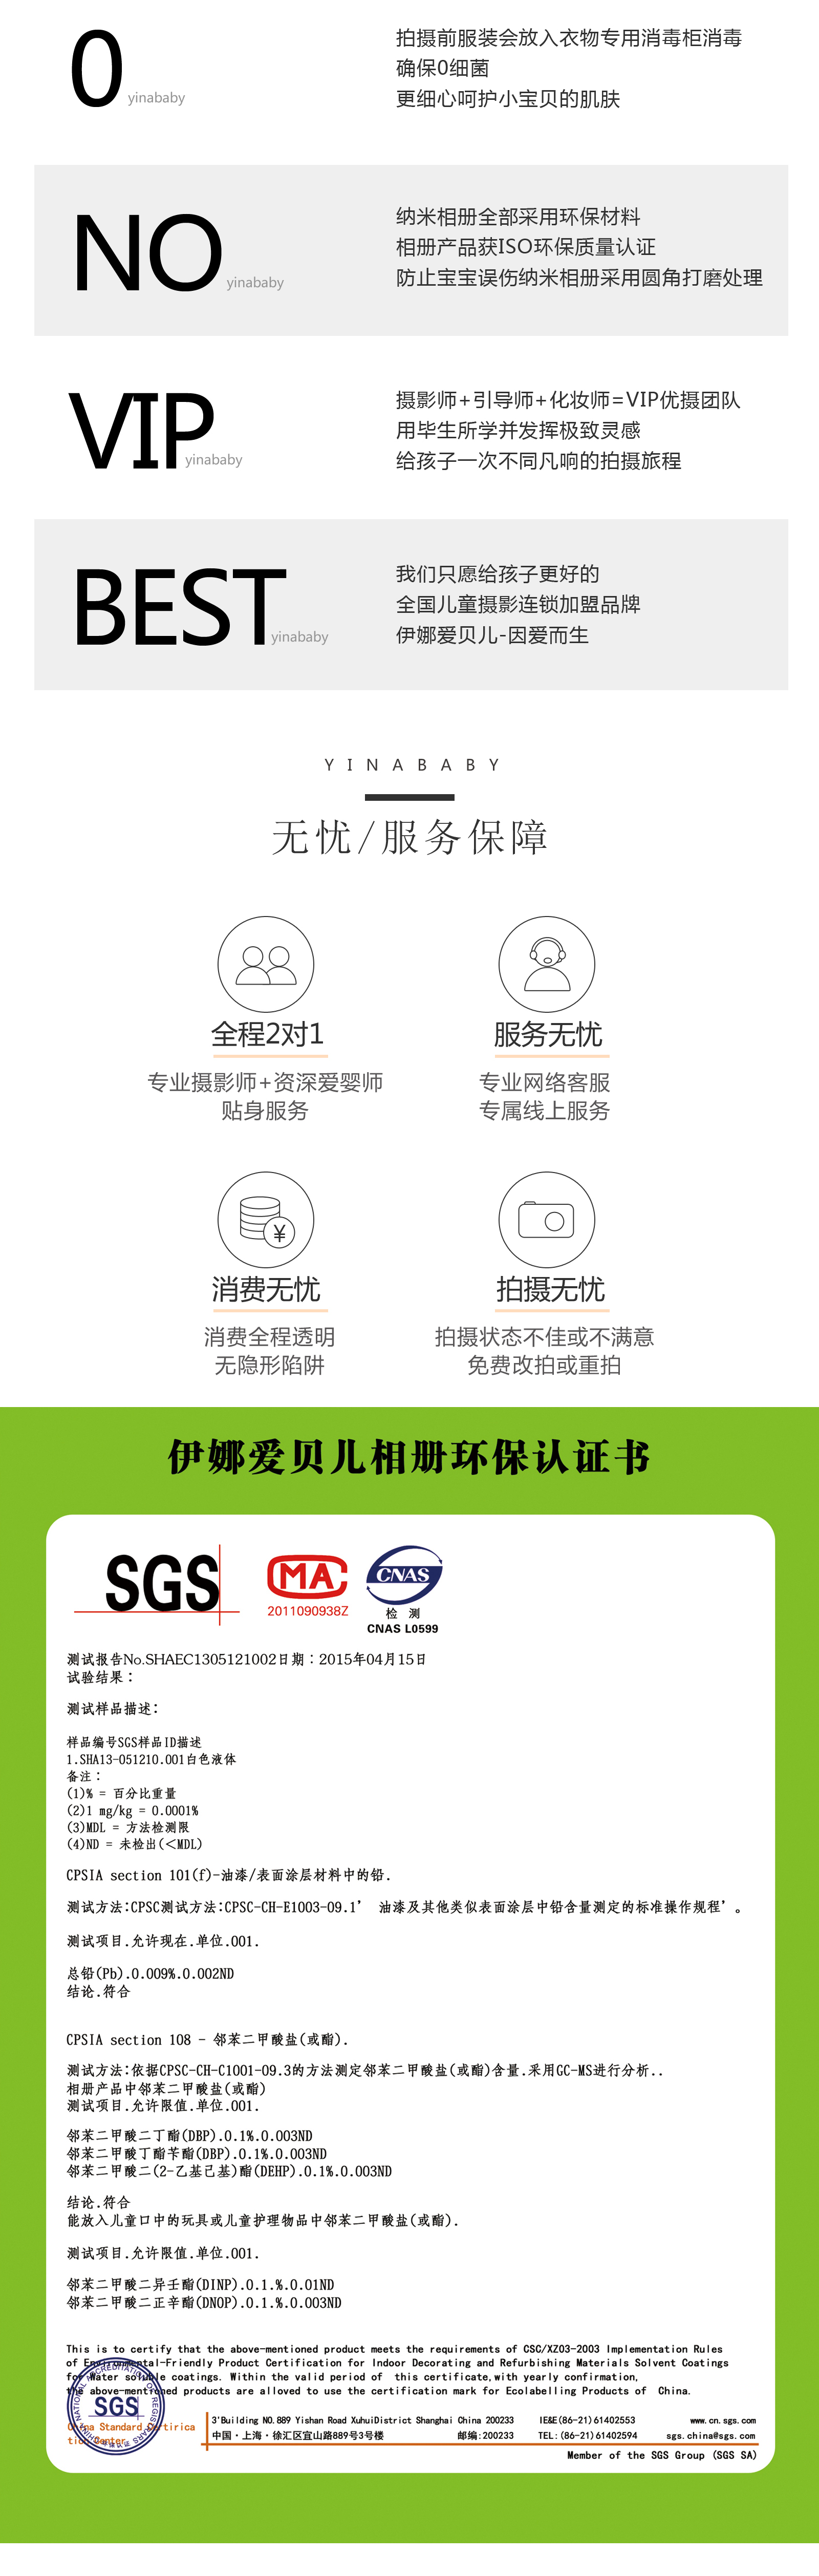 0
yinababy
拍摄前服装会放入衣物专用消毒柜消毒
确保0细菌
更细心呵护小宝贝的肌肤
NO
yinababy
纳米相册全部采用环保材料
相册产品获ISO环保质量认证
防止宝宝误伤纳米相册采用圆角打磨处理
VIP
yinababy
摄影师+引导师+化妆师=VIP优摄团队
用毕生所学并发挥极致灵感
给孩子一次不同凡响的拍摄旅程
BEST
yinababy
我们只愿给孩子更好的
全国儿童摄影连锁加盟品牌
伊娜爱贝儿-因爱而生
YINABABY
无忧/服务保障
全程2对1
专业摄影师+资深爱婴师
贴身服务
服务无忧
专业网络客服
专属线上服务
¥
消费无忧
消费全程透明
无隐形陷阱
拍摄无忧
拍摄状态不佳或不满意
免费改拍或重拍
伊娜爱贝儿相册环保认证书
SGS
MA
2011090938Z
CNAS
检 测
CNAS L0599
测试报告No.SHAEC1305121002日期：2015年04月15日
试验结果：
测试样品描述:
样品编号SGS样品ID描述
1.SHA13-051210.001白色液体
备注：
(1)% = 百分比重量
(2)1 mg/kg = 0.0001%
(3)MDL = 方法检测限
(4)ND = 未检出(<MDL)
CPSIA section 101(f)-油漆/表面涂层材料中的铅.
测试方法:CPSC测试方法:CPSC-CH-E1003-09.1’ 油漆及其他类似表面涂层中铅含量测定的标准操作规程’。
测试项目.允许现在.单位.001.
总铅(Pb).0.009%.0.002ND
结论.符合
CPSIA section 108 - 邻苯二甲酸盐(或酯).
测试方法:依据CPSC-CH-C1001-09.3的方法测定邻苯二甲酸盐(或酯)含量.采用GC-MS进行分析..
相册产品中邻苯二甲酸盐(或酯)
测试项目.允许限值.单位.001.
邻苯二甲酸二丁酯(DBP).0.1%.0.003ND
邻苯二甲酸丁酯苄酯(DBP).0.1%.0.003ND
邻苯二甲酸二(2-乙基己基)酯(DEHP).0.1%.0.003ND
结论.符合
能放入儿童口中的玩具或儿童护理物品中邻苯二甲酸盐(或酯).
测试项目.允许限值.单位.001.
邻苯二甲酸二异壬酯(DINP).0.1.%.0.01ND
邻苯二甲酸二正辛酯(DNOP).0.1.%.0.003ND
This is to certify that the above-mentioned product meets the requirements of CSC/XZ03-2003 Implementation Rules
of Environmental-Friendly Product Certification for Indoor Decorating and Refurbishing Materials Solvent Coatings
for Water soluble coatings. Within the valid period of this certificate,with yearly confirmation,
the above-mentioned products are alloved to use the certification mark for Ecolabelling Products of China.
SGS
China Standard
3'Building NO.889 Yishan Road XuhuiDistrict Shanghai China 200233 IE&E(86-21)61402553 www.cn.sgs.com
中国·上海·徐汇区宜山路889号3号楼 邮编:200233 TEL:(86-21)61402594 sgs.china@sgs.com
Member of the SGS Group (SGS SA)